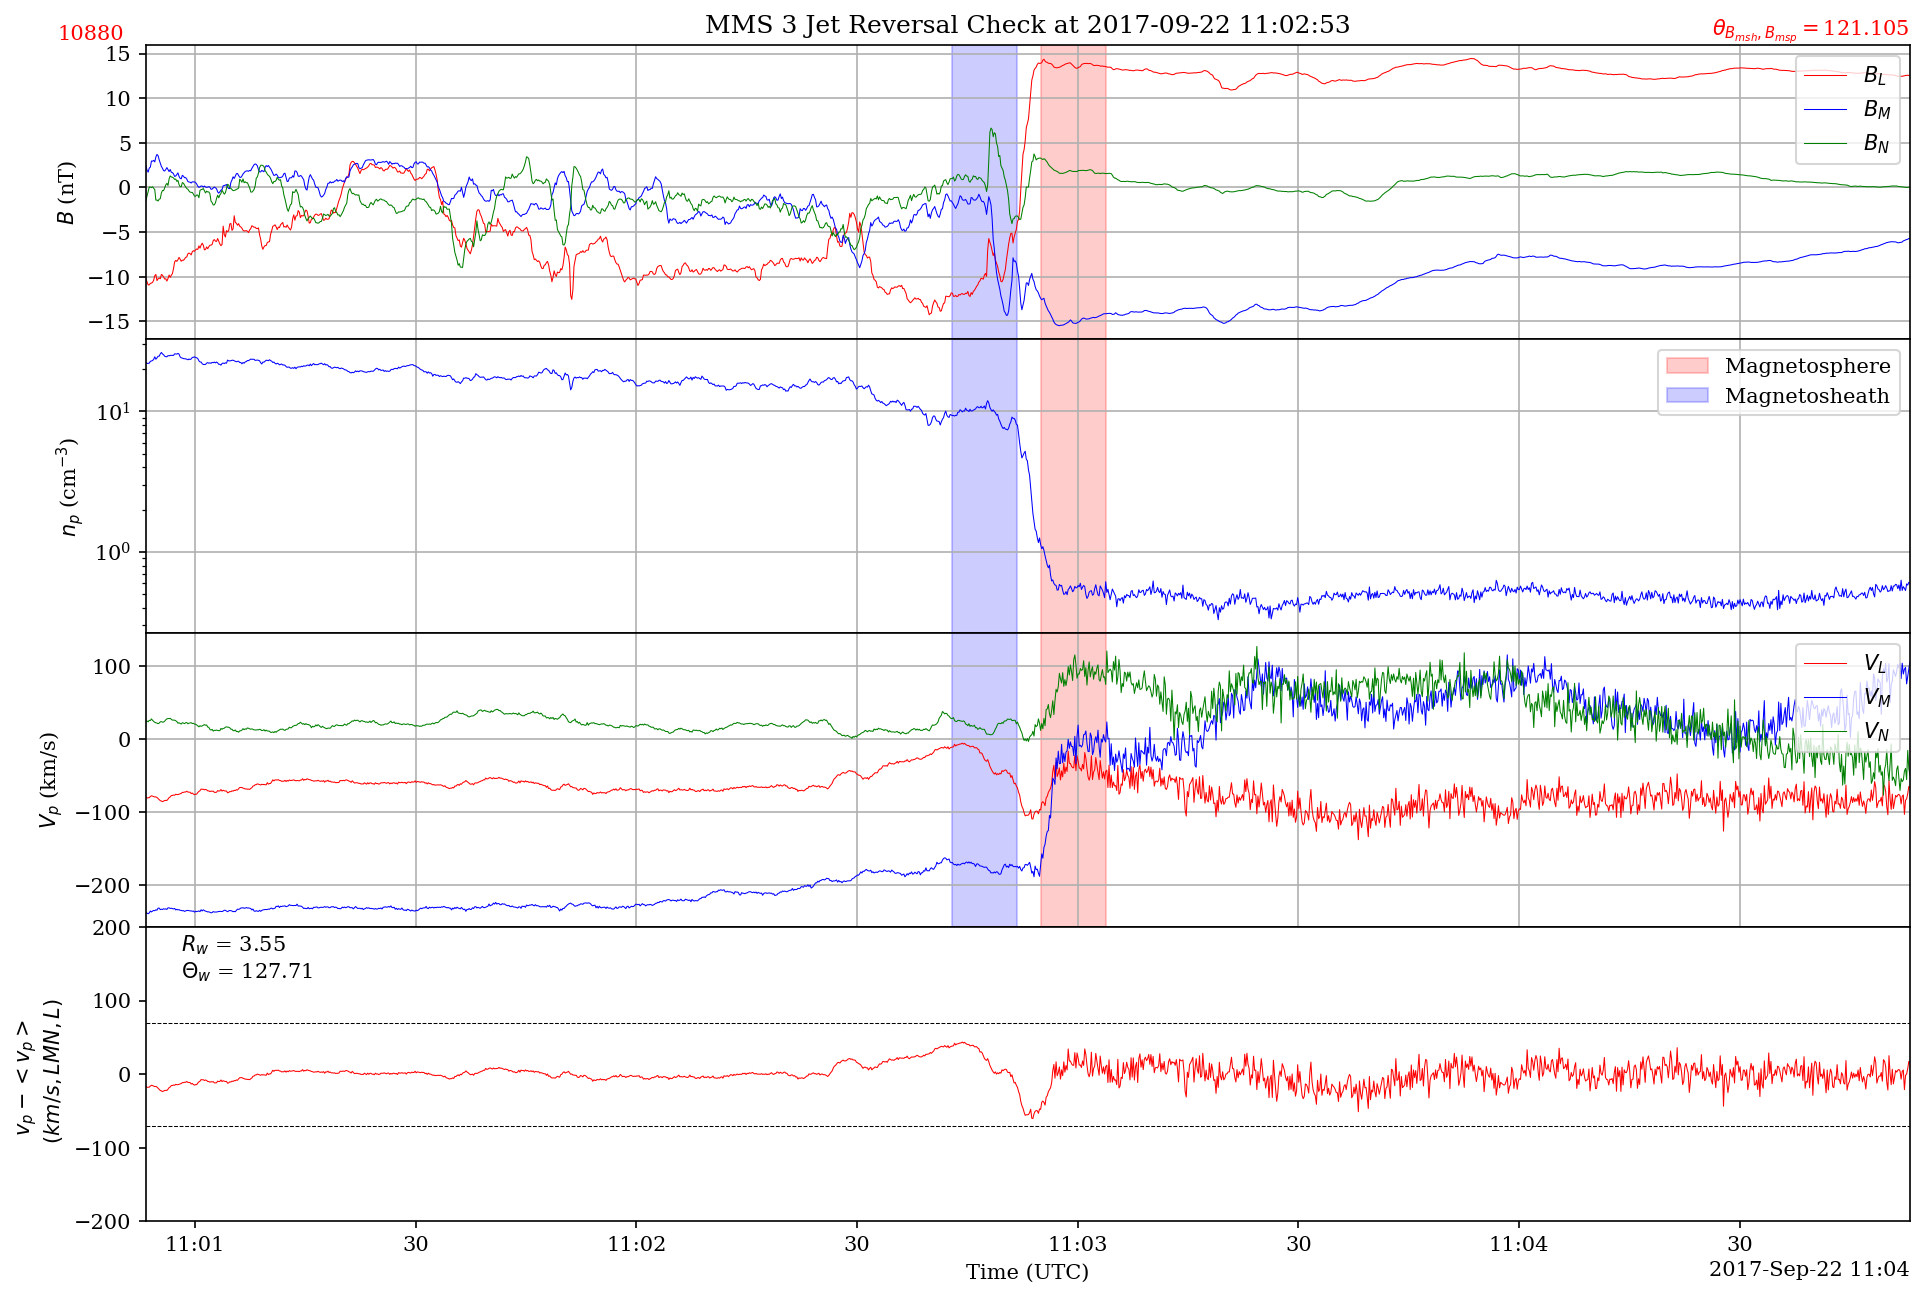 MMS 3 Jet Reversal Check at 2017-09-22 11:02:53
10880
θ_{B_{msh}, B_{msp}} = 121.105
15
10
5
0
−5
−10
−15
B (nT)
B_L
B_M
B_N
10^1
10^0
n_p (cm^{−3})
Magnetosphere
Magnetosheath
100
0
−100
−200
V_p (km/s)
V_L
V_M
V_N
200
100
0
−100
−200
v_p − < v_p >
(km/s, LMN, L)
R_w = 3.55
Θ_w = 127.71
11:01 30 11:02 30 11:03 30 11:04 30
Time (UTC)
2017-Sep-22 11:04